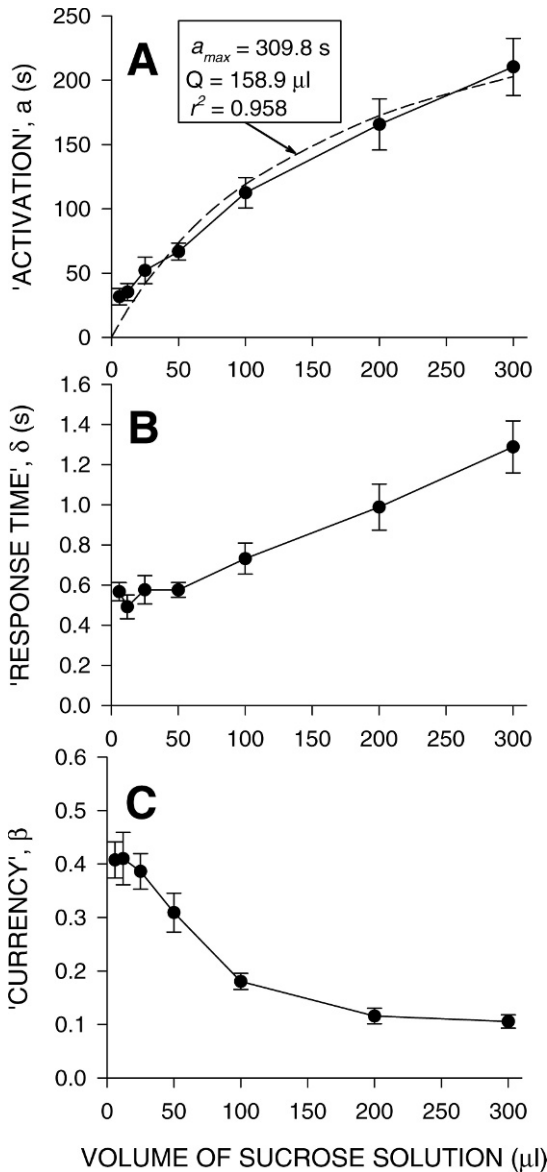 A
a_max = 309.8 s
Q = 158.9 µl
r² = 0.958
'ACTIVATION', a (s)
250
200
150
100
50
0
0 50 100 150 200 250 300
B
'RESPONSE TIME', δ (s)
1.6
1.4
1.2
1.0
0.8
0.6
0.4
0.2
0.0
0 50 100 150 200 250 300
C
'CURRENCY', β
0.6
0.5
0.4
0.3
0.2
0.1
0.0
0 50 100 150 200 250 300
VOLUME OF SUCROSE SOLUTION (µl)